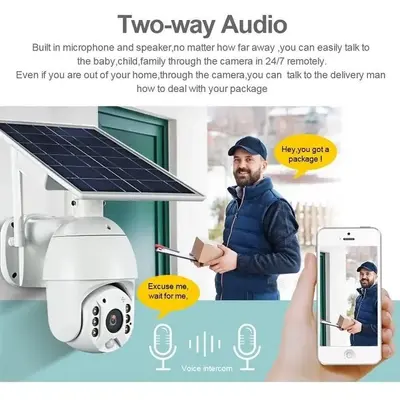 Two-way Audio
Built in microphone and speaker,no matter how far away ,you can easily talk to
the baby,child,family through the camera in 24/7 remotely.
Even if you are out of your home,through the camera,you can talk to the delivery man
how to deal with your package
Hey,you got a
package !
Excuse me,
wait for me,
Voice intercom